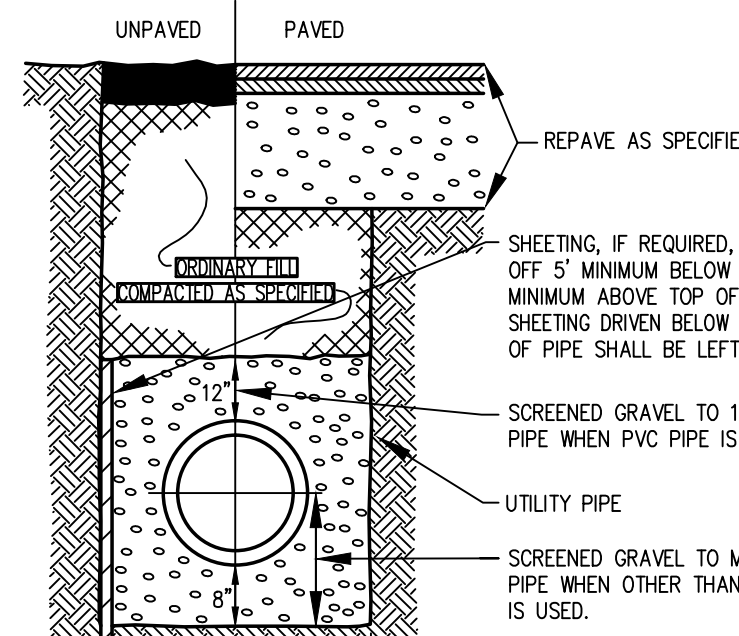 UNPAVED PAVED
REPAVE AS SPECIFIE
SHEETING, IF REQUIRED,
OFF 5' MINIMUM BELOW
MINIMUM ABOVE TOP OF
SHEETING DRIVEN BELOW
OF PIPE SHALL BE LEFT
ORDINARY FILL
COMPACTED AS SPECIFIED
12"
SCREENED GRAVEL TO 1
PIPE WHEN PVC PIPE IS
UTILITY PIPE
SCREENED GRAVEL TO M
PIPE WHEN OTHER THAN
IS USED.
8"